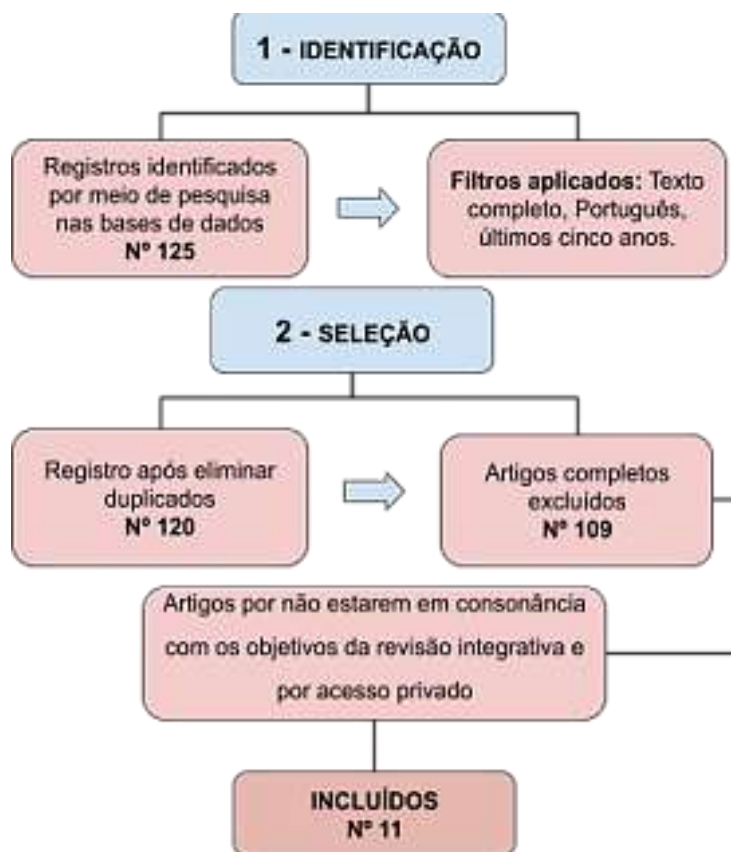 1 - IDENTIFICAÇÃO
Registros identificados
por meio de pesquisa
nas bases de dados
Nº 125
Filtros aplicados: Texto
completo, Português,
últimos cinco anos.
2 - SELEÇÃO
Registro após eliminar
duplicados
Nº 120
Artigos completos
excluídos
Nº 109
Artigos por não estarem em consonância
com os objetivos da revisão integrativa e
por acesso privado
INCLUÍDOS
Nº 11